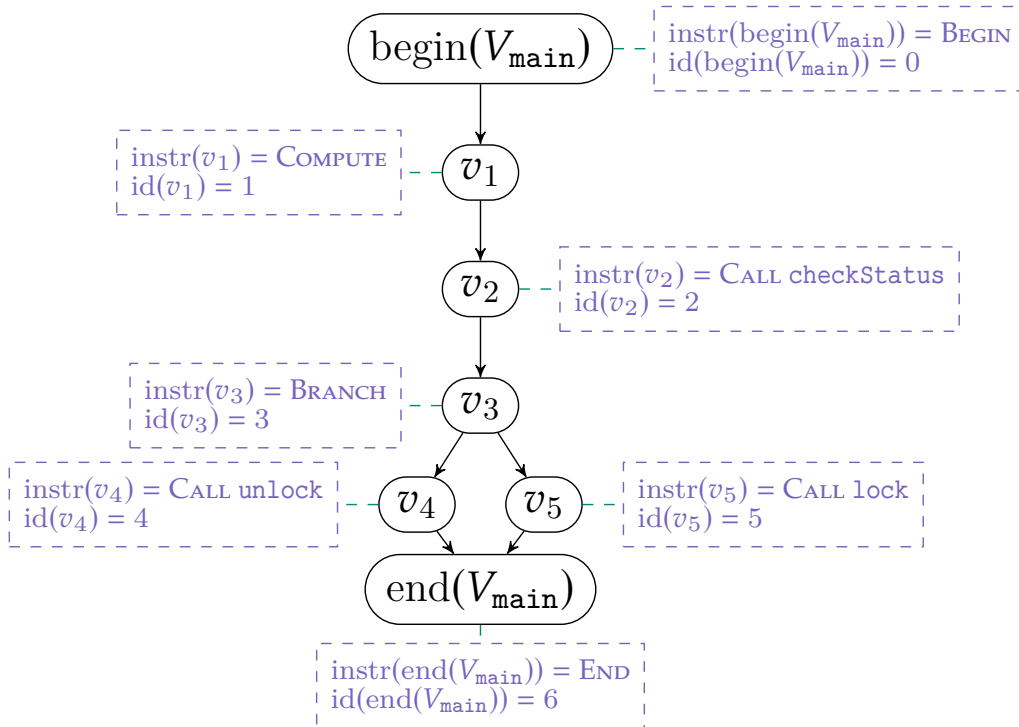 begin(V_main)
instr(begin(V_main)) = BEGIN
id(begin(V_main)) = 0
instr(v_1) = COMPUTE
id(v_1) = 1
v_1
v_2
instr(v_2) = CALL checkStatus
id(v_2) = 2
instr(v_3) = BRANCH
id(v_3) = 3
v_3
instr(v_4) = CALL unlock
id(v_4) = 4
v_4
v_5
instr(v_5) = CALL lock
id(v_5) = 5
end(V_main)
instr(end(V_main)) = END
id(end(V_main)) = 6